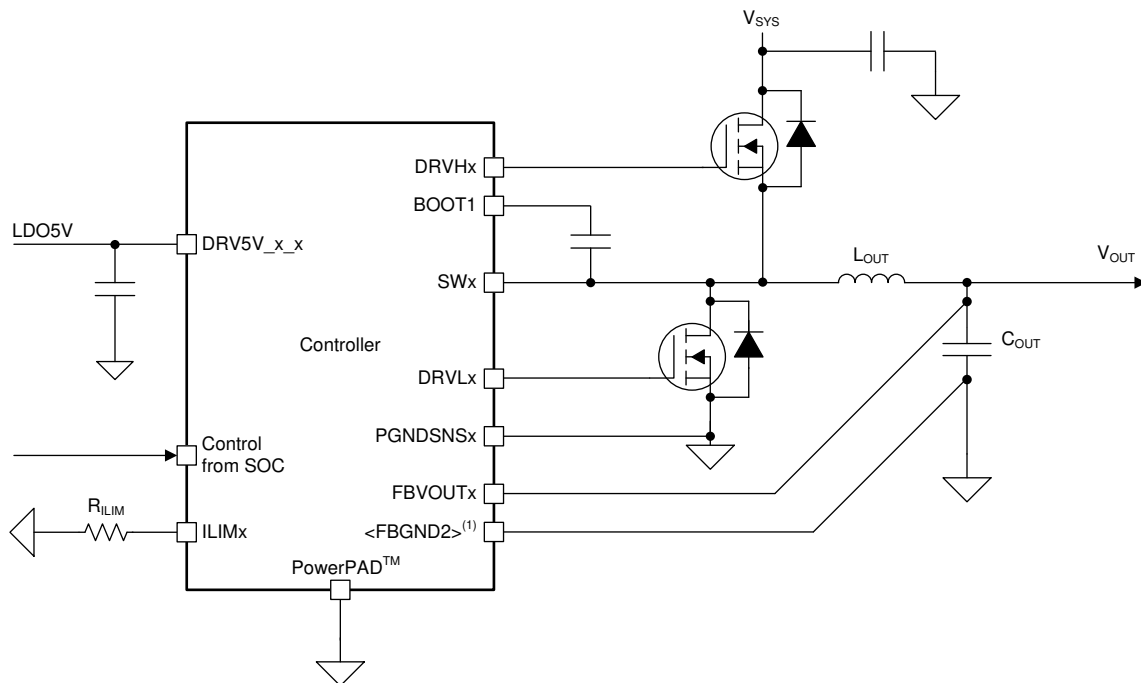 V_SYS
DRVHx
BOOT1
LDO5V
DRV5V_x_x
SWx
L_OUT
V_OUT
Controller
C_OUT
DRVLx
PGNDSNSx
Control
from SOC
FBVOUTx
R_ILIM
ILIMx
<FBGND2>(1)
PowerPAD™